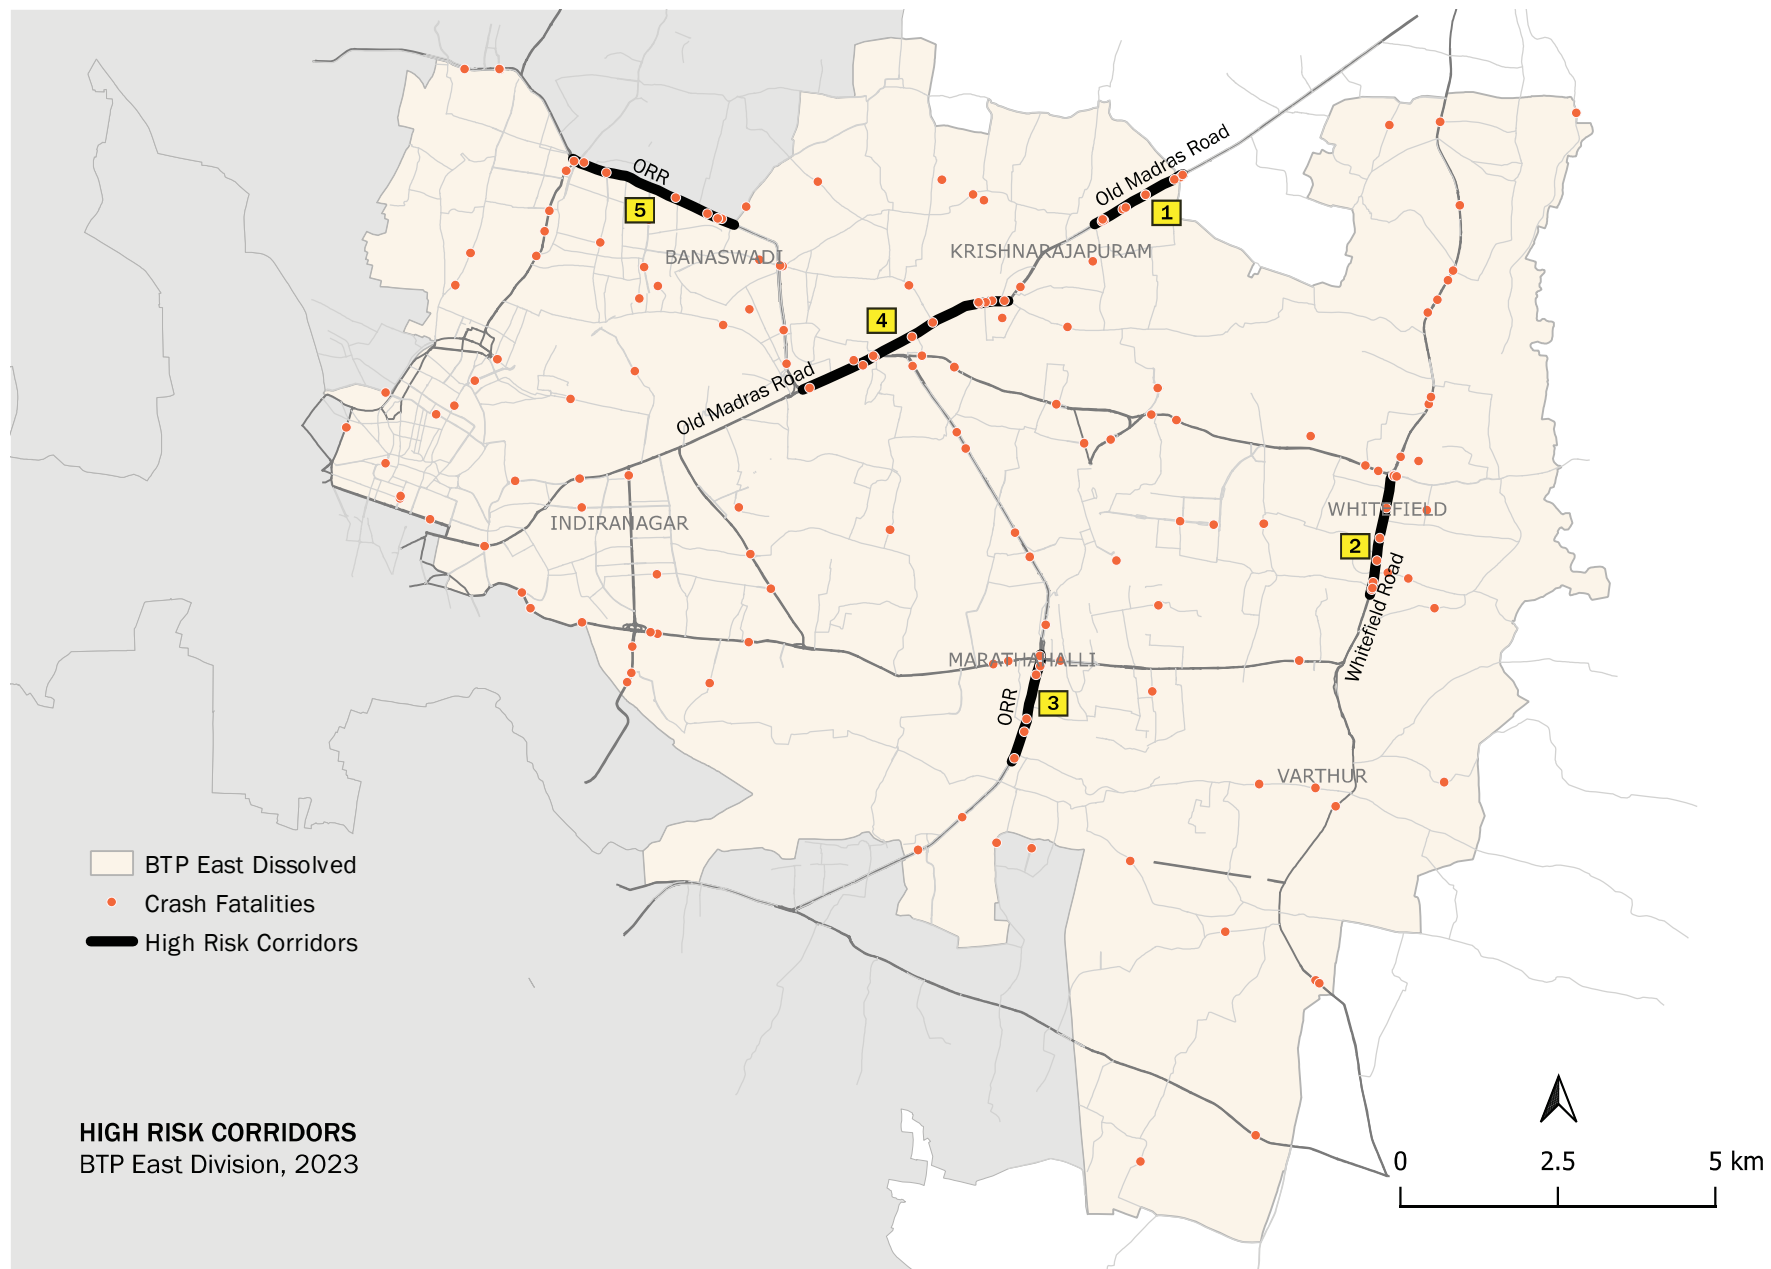 Old Madras Road
1
ORR
5
BANASWADI
KRISHNARAJAPURAM
4
Old Madras Road
INDIRANAGAR
WHITEFIELD
2
Whitefield Road
MARATHAHALLI
ORR
3
VARTHUR
BTP East Dissolved
Crash Fatalities
High Risk Corridors
HIGH RISK CORRIDORS
BTP East Division, 2023
0 2.5 5 km